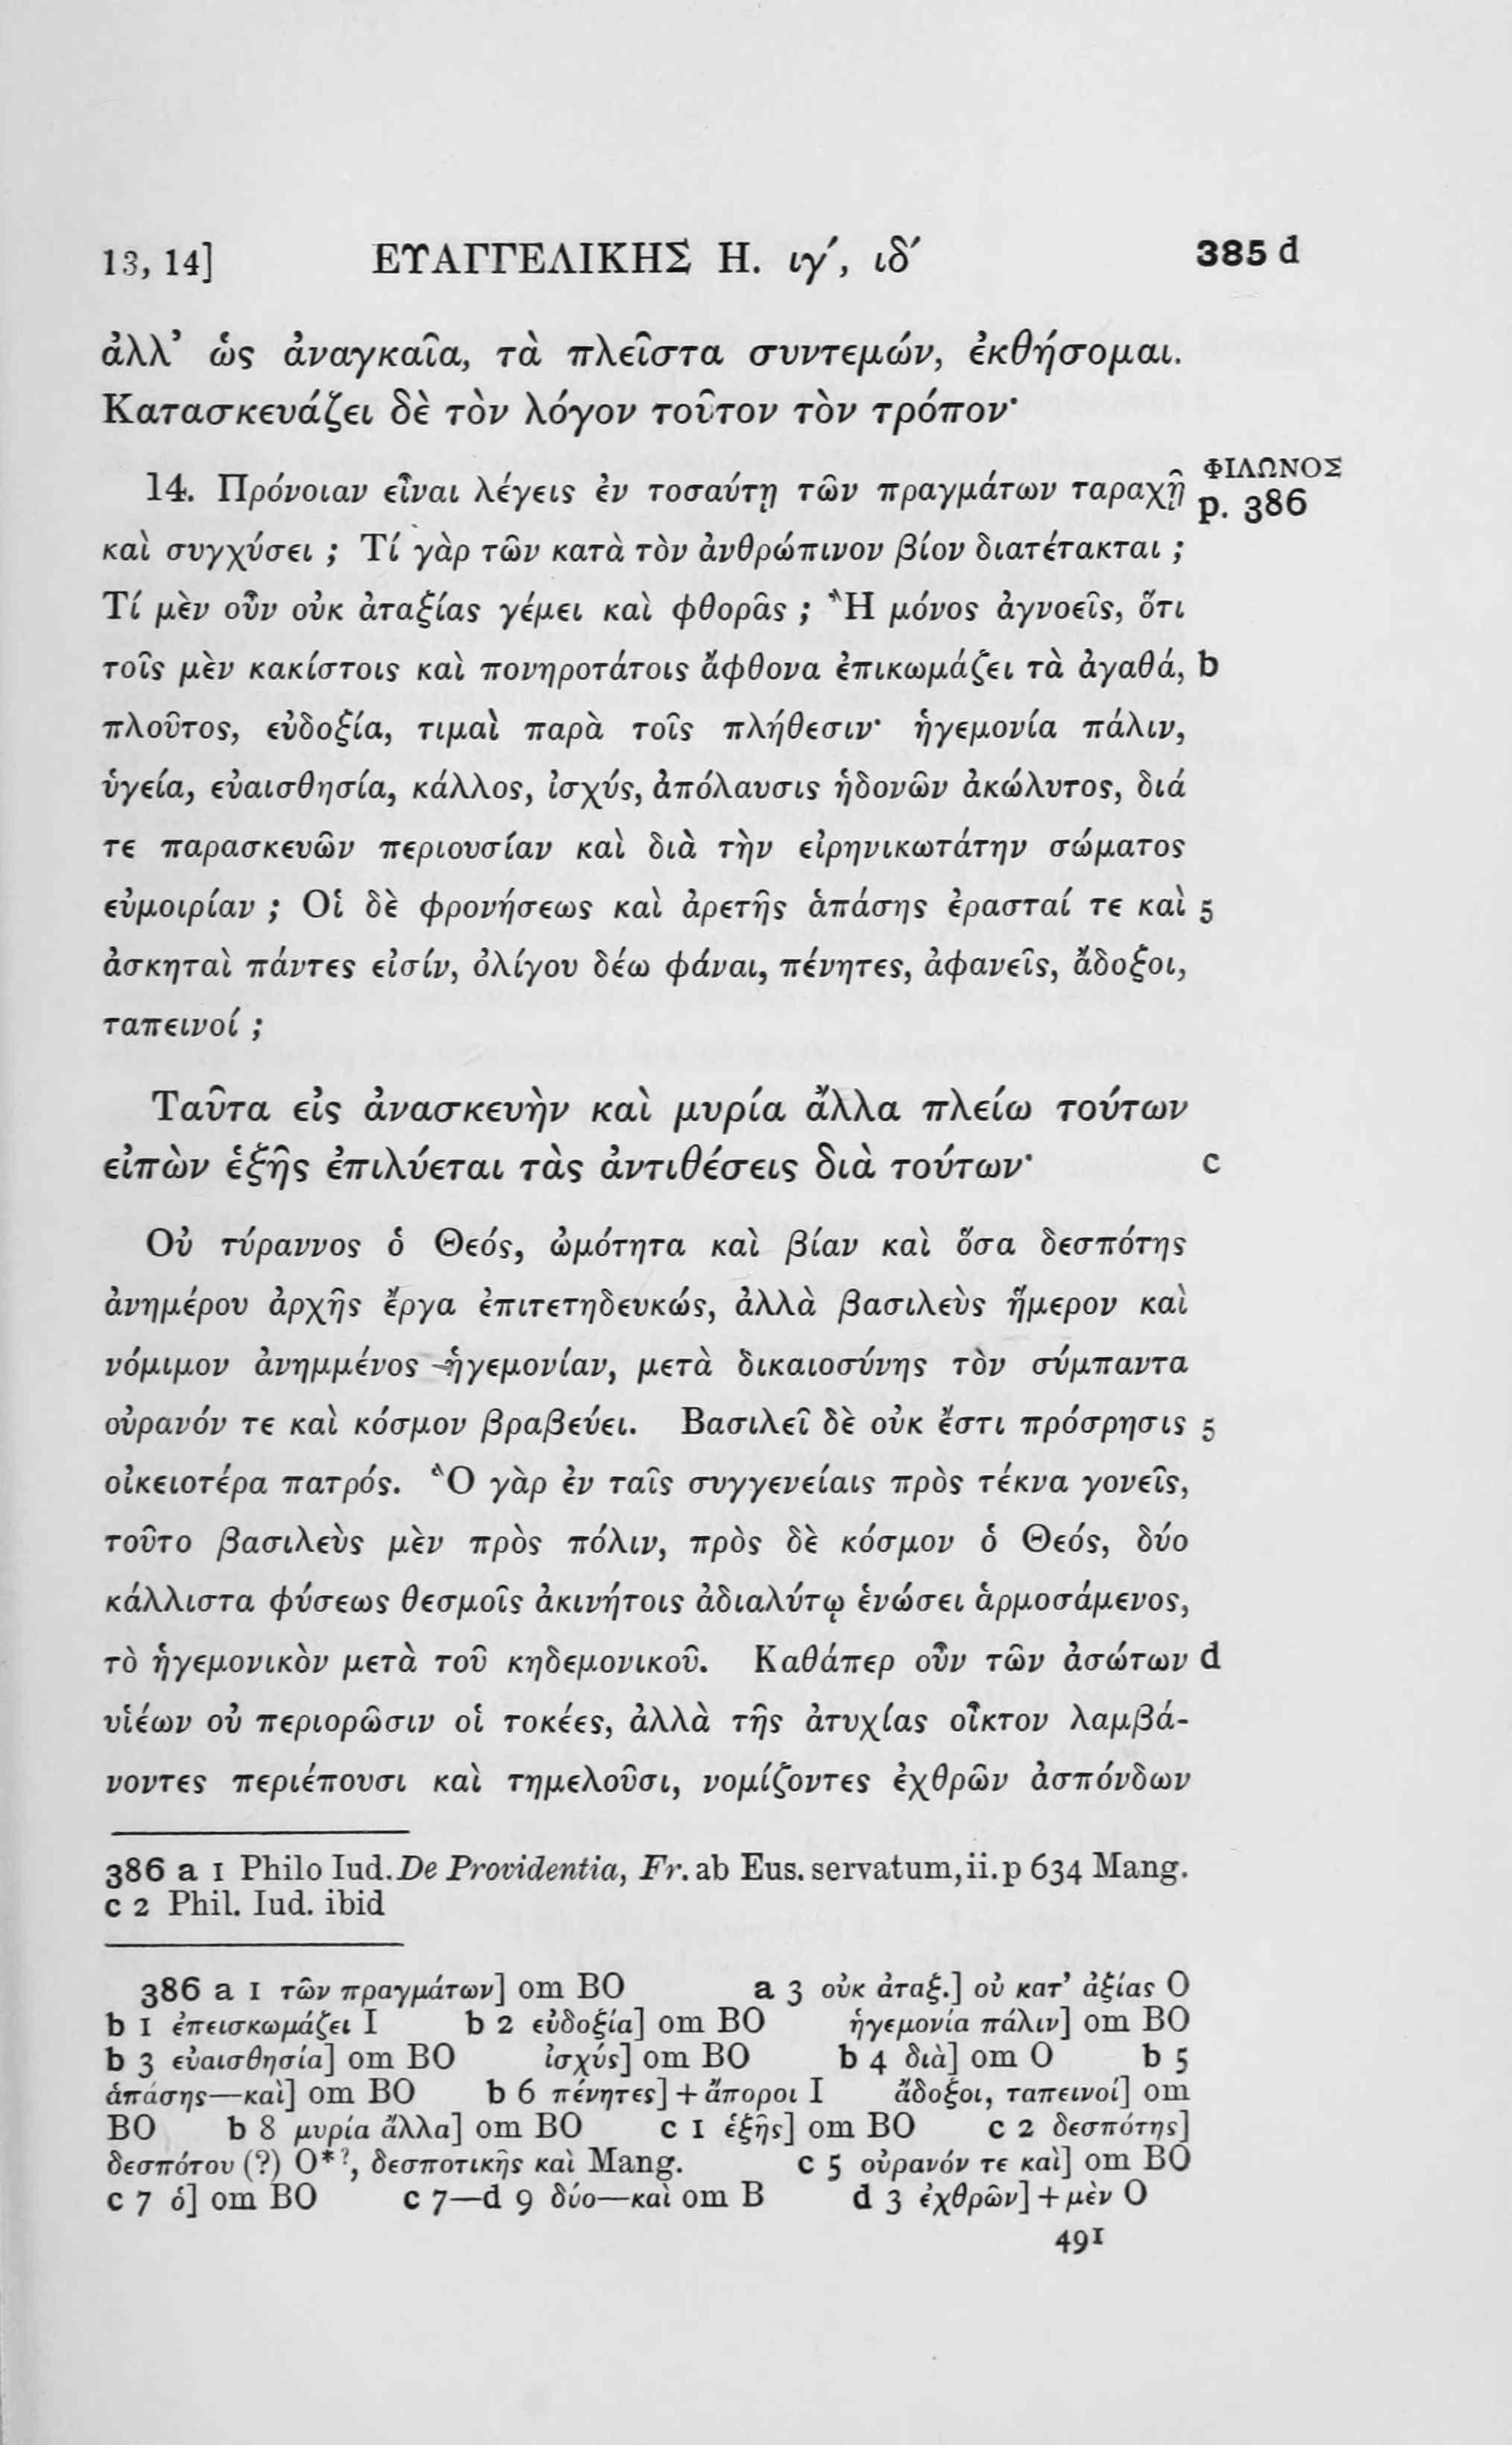 13, 14] ΕΥΑΓΓΕΛΙΚΗΣ Η. ιγʹ, ιδʹ 385 d
ἀλλ’ ὡς ἀναγκαῖα, τὰ πλεῖστα συντεμών, ἐκθήσομαι.
Κατασκευάζει δὲ τὸν λόγον τοῦτον τὸν τρόπον·
14. Πρόνοιαν εἶναι λέγεις ἐν τοσαύτῃ τῶν πραγμάτων ταραχῇ ΦΙΛΩΝΟΣ p. 386
καὶ συγχύσει ; Τί γὰρ τῶν κατὰ τὸν ἀνθρώπινον βίον διατέτακται ;
Τί μὲν οὖν οὐκ ἀταξίας γέμει καὶ φθορᾶς ; Ἢ μόνος ἀγνοεῖς, ὅτι
τοῖς μὲν κακίστοις καὶ πονηροτάτοις ἄφθονα ἐπικωμάζει τὰ ἀγαθά, b
πλοῦτος, εὐδοξία, τιμαὶ παρὰ τοῖς πλήθεσιν· ἡγεμονία πάλιν,
ὑγεία, εὐαισθησία, κάλλος, ἰσχύς, ἀπόλαυσις ἡδονῶν ἀκώλυτος, διά
τε παρασκευῶν περιουσίαν καὶ διὰ τὴν εἰρηνικωτάτην σώματος
εὐμοιρίαν ; Οἱ δὲ φρονήσεως καὶ ἀρετῆς ἁπάσης ἐρασταί τε καὶ 5
ἀσκηταὶ πάντες εἰσίν, ὀλίγου δέω φάναι, πένητες, ἀφανεῖς, ἄδοξοι,
ταπεινοί ;
Ταῦτα εἰς ἀνασκευὴν καὶ μυρία ἄλλα πλείω τούτων
εἰπὼν ἑξῆς ἐπιλύεται τὰς ἀντιθέσεις διὰ τούτων· c
Οὐ τύραννος ὁ Θεός, ὠμότητα καὶ βίαν καὶ ὅσα δεσπότης
ἀνημέρου ἀρχῆς ἔργα ἐπιτετηδευκώς, ἀλλὰ βασιλεὺς ἥμερον καὶ
νόμιμον ἀνημμένος ἡγεμονίαν, μετὰ δικαιοσύνης τὸν σύμπαντα
οὐρανόν τε καὶ κόσμον βραβεύει. Βασιλεῖ δὲ οὐκ ἔστι πρόσρησις 5
οἰκειοτέρα πατρός. Ὃ γὰρ ἐν ταῖς συγγενείαις πρὸς τέκνα γονεῖς,
τοῦτο βασιλεὺς μὲν πρὸς πόλιν, πρὸς δὲ κόσμον ὁ Θεός, δύο
κάλλιστα φύσεως θεσμοῖς ἀκινήτοις ἀδιαλύτῳ ἑνώσει ἁρμοσάμενος,
τὸ ἡγεμονικὸν μετὰ τοῦ κηδεμονικοῦ. Καθάπερ οὖν τῶν ἀσώτων d
υἱέων οὐ περιορῶσιν οἱ τοκέες, ἀλλὰ τῆς ἀτυχίας οἶκτον λαμβά-
νοντες περιέπουσι καὶ τημελοῦσι, νομίζοντες ἐχθρῶν ἀσπόνδων
386 a 1 Philo Iud. De Providentia, Fr. ab Eus. servatum, ii. p 634 Mang.
c 2 Phil. Iud. ibid
386 a 1 τῶν πραγμάτων] om BO a 3 οὐκ ἀταξ.] οὐ κατ’ ἀξίας O
b 1 ἐπεισκωμάζει I b 2 εὐδοξία] om BO ἡγεμονία πάλιν] om BO
b 3 εὐαισθησία] om BO ἰσχύς] om BO b 4 διὰ] om O b 5
ἁπάσης—καὶ] om BO b 6 πένητες] + ἄποροι I ἄδοξοι, ταπεινοί] om
BO b 8 μυρία ἄλλα] om BO c 1 ἑξῆς] om BO c 2 δεσπότης]
δεσπότου (?) O*?, δεσποτικῆς καὶ Mang. c 5 οὐρανόν τε καὶ] om BO
c 7 ὁ] om BO c 7—d 9 δύο—καὶ om B d 3 ἐχθρῶν] + μὲν O
491